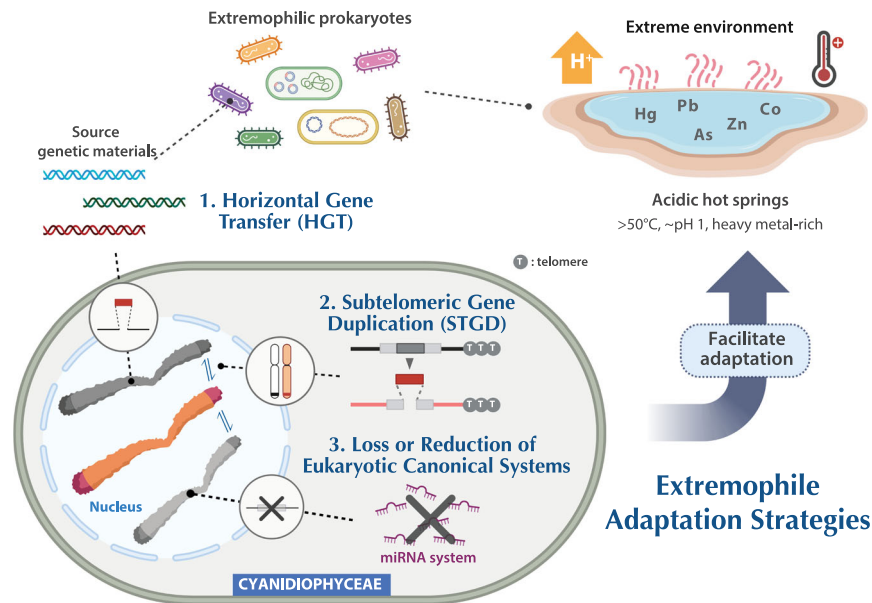 Extremophilic prokaryotes
Extreme environment
H+
Hg
Pb
As
Zn
Co
Source
genetic materials
1. Horizontal Gene
Transfer (HGT)
Acidic hot springs
>50°C, ~pH 1, heavy metal-rich
T : telomere
2. Subtelomeric Gene
Duplication (STGD)
T T T
T T T
Facilitate
adaptation
3. Loss or Reduction of
Eukaryotic Canonical Systems
Nucleus
miRNA system
Extremophile
Adaptation Strategies
CYANIDIOPHYCEAE